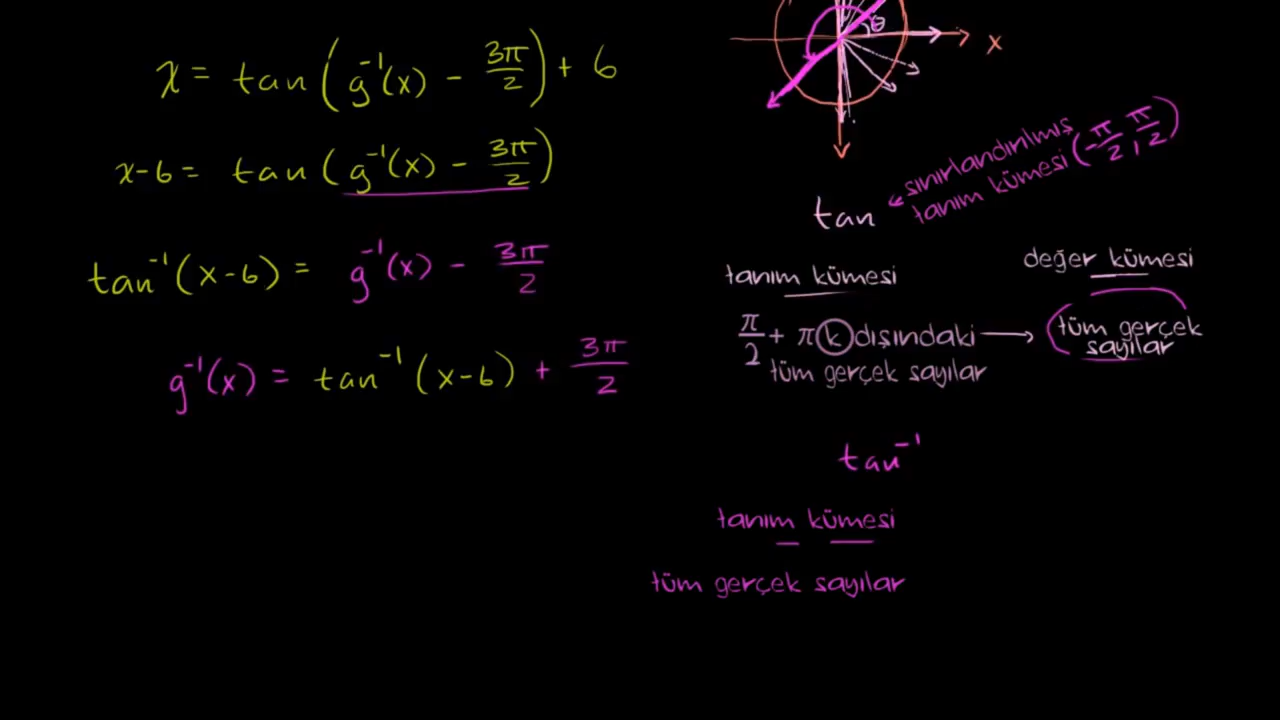 x = tan(g⁻¹(x) - 3π/2) + 6
x-6 = tan(g⁻¹(x) - 3π/2)
tan⁻¹(x-6) = g⁻¹(x) - 3π/2
g⁻¹(x) = tan⁻¹(x-6) + 3π/2
θ
x
sınırlandırılmış
tanım kümesi (-π/2, π/2)
tan
tanım kümesi
değer kümesi
π/2 + πk dışındaki
tüm gerçek sayılar
tüm gerçek
sayılar
tan⁻¹
tanım kümesi
tüm gerçek sayılar